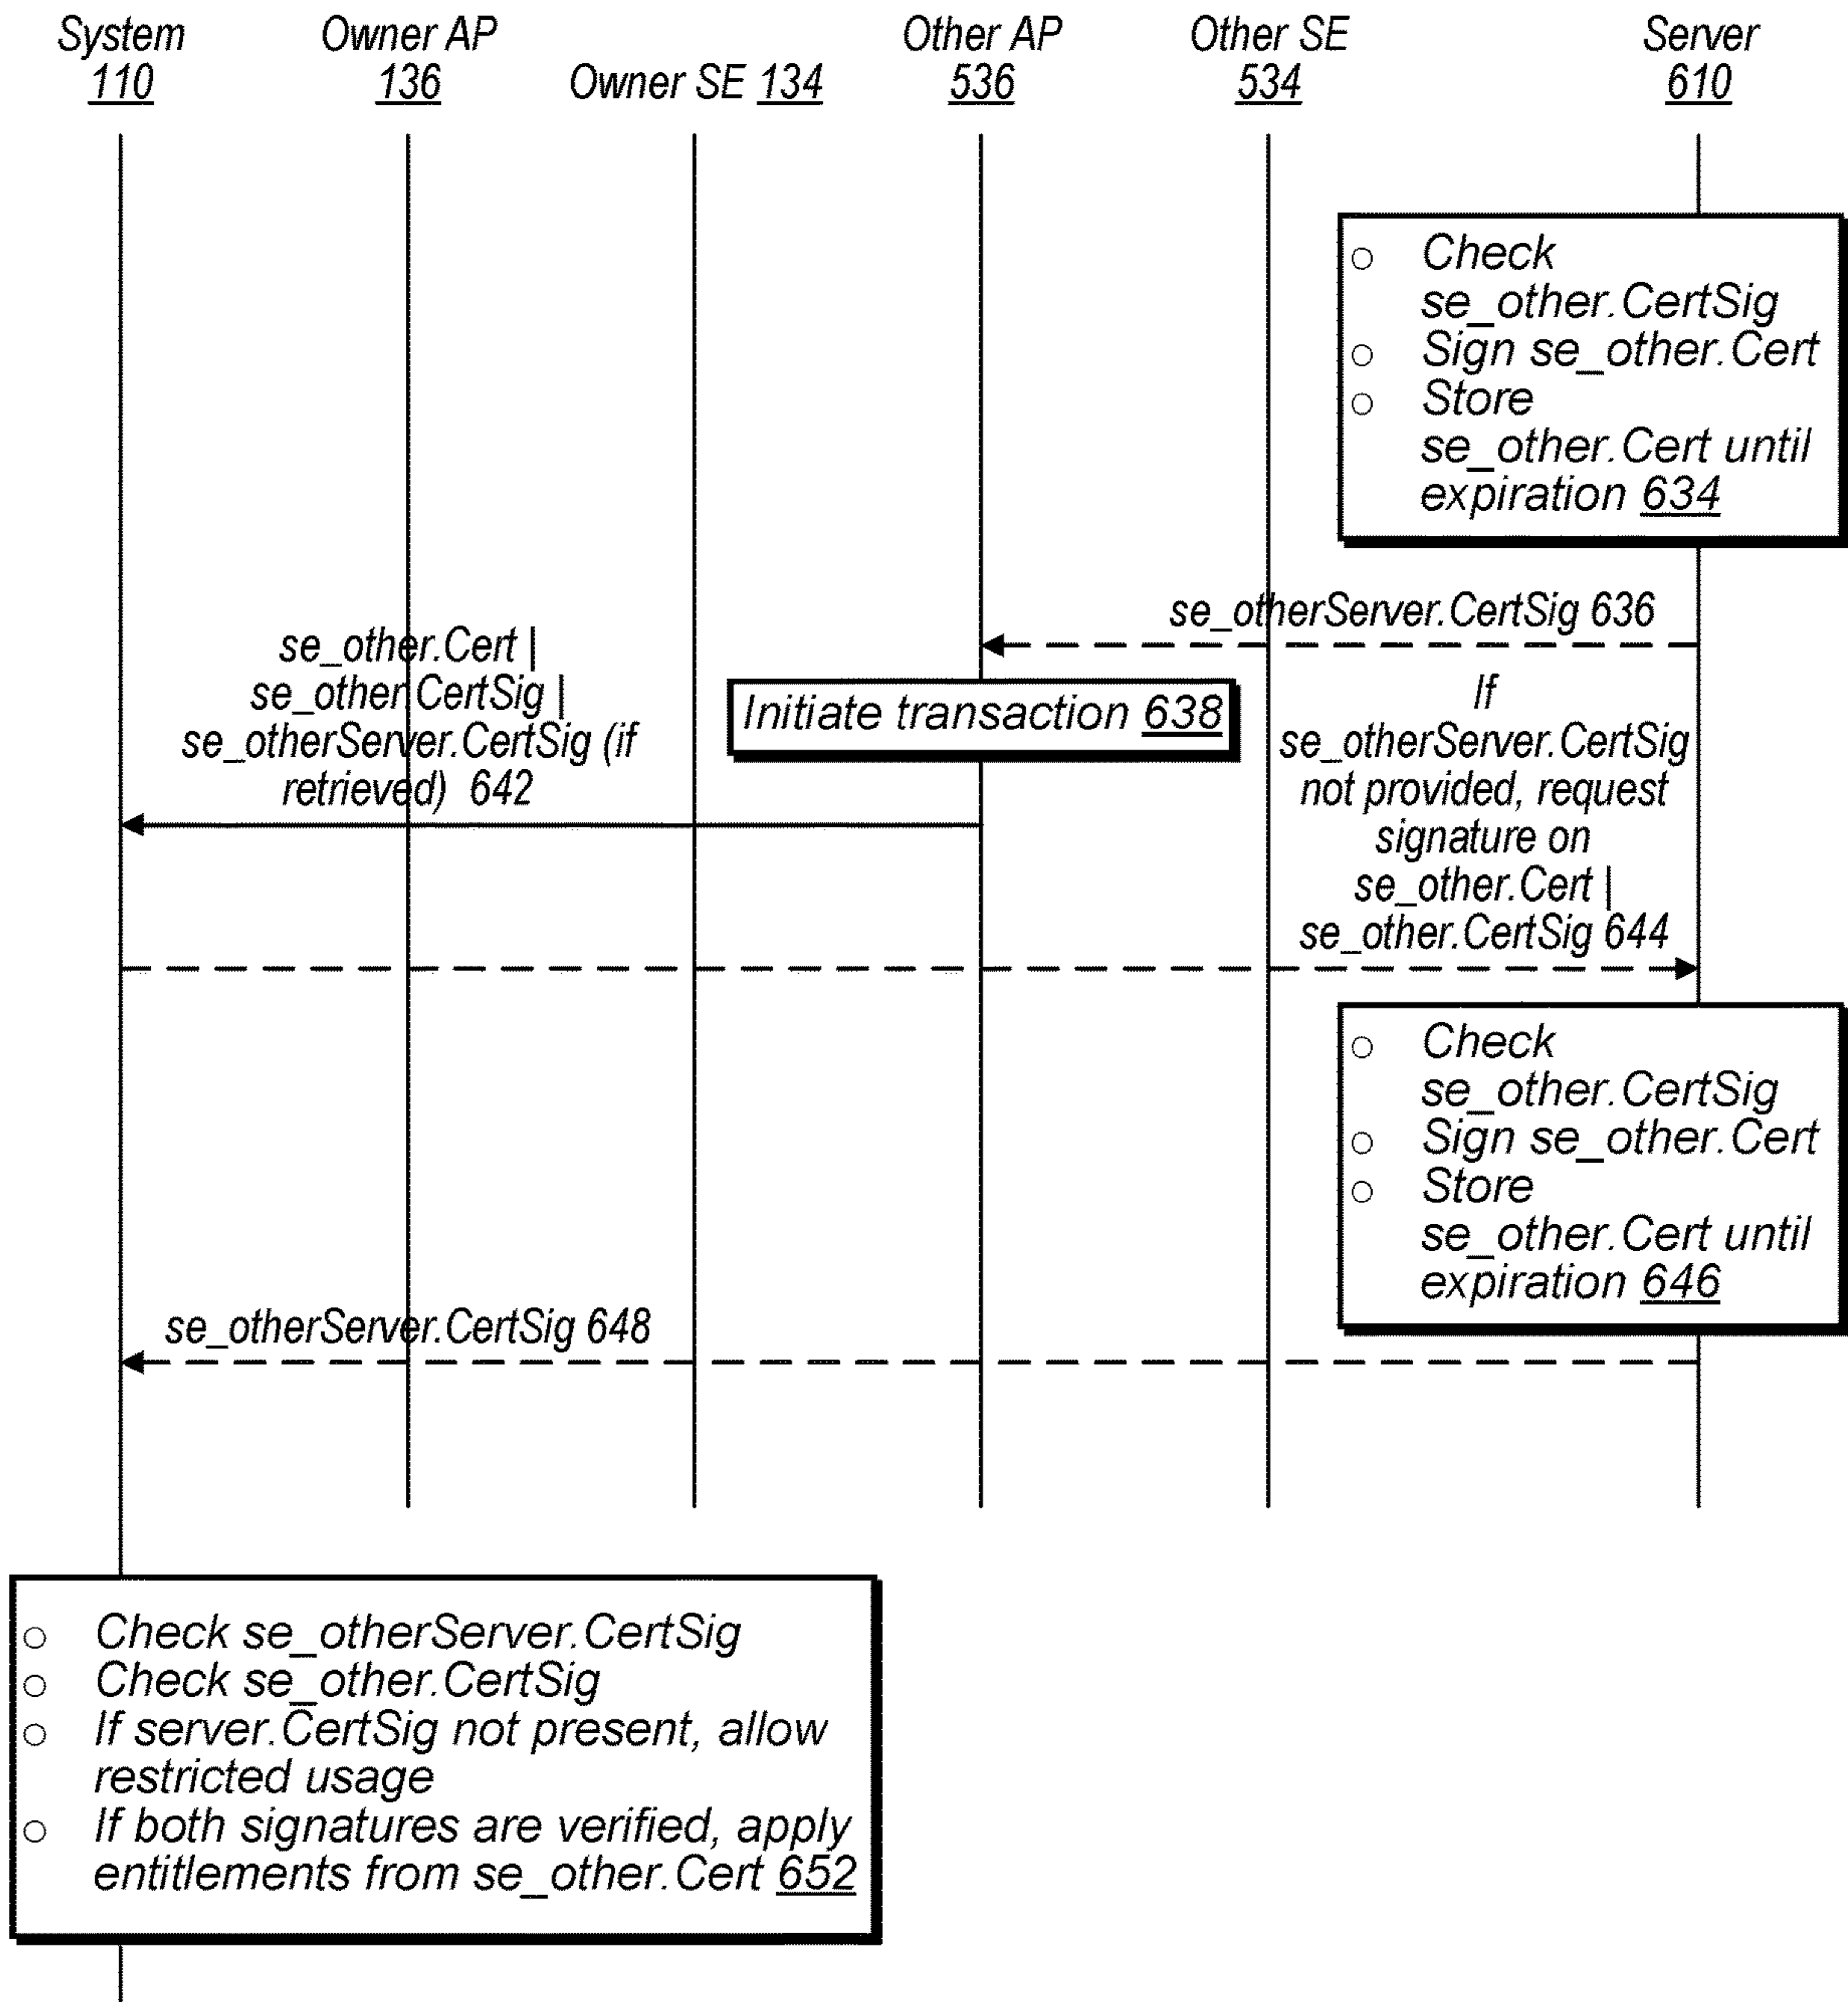 System
110
Owner AP
136
Owner SE 134
Other AP
536
Other SE
534
Server
610
○ Check
se_other.CertSig
○ Sign se_other.Cert
○ Store
se_other.Cert until
expiration 634
se_otherServer.CertSig 636
se_other.Cert |
se_other.CertSig |
se_otherServer.CertSig (if
retrieved) 642
Initiate transaction 638
If
se_otherServer.CertSig
not provided, request
signature on
se_other.Cert |
se_other.CertSig 644
○ Check
se_other.CertSig
○ Sign se_other.Cert
○ Store
se_other.Cert until
expiration 646
se_otherServer.CertSig 648
○ Check se_otherServer.CertSig
○ Check se_other.CertSig
○ If server.CertSig not present, allow
restricted usage
○ If both signatures are verified, apply
entitlements from se_other.Cert 652